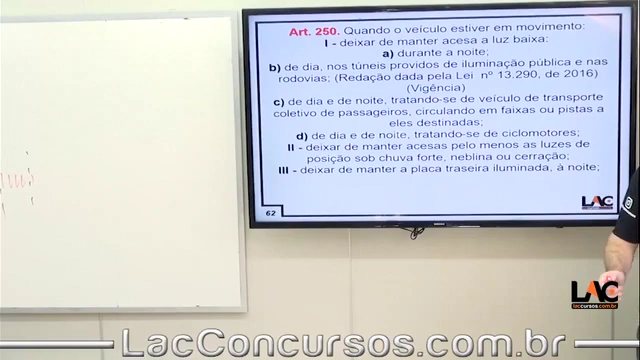 Art. 250. Quando o veículo estiver em movimento:
I - deixar de manter acesa a luz baixa:
a) durante a noite;
b) de dia, nos túneis providos de iluminação pública e nas
rodovias; (Redação dada pela Lei nº 13.290, de 2016)
(Vigência)
c) de dia e de noite, tratando-se de veículo de transporte
coletivo de passageiros, circulando em faixas ou pistas a
eles destinadas;
d) de dia e de noite, tratando-se de ciclomotores;
II - deixar de manter acesas pelo menos as luzes de
posição sob chuva forte, neblina ou cerração;
III - deixar de manter a placa traseira iluminada, à noite;
62
LAC
LAC
laccursos.com.br
LacConcursos.com.br